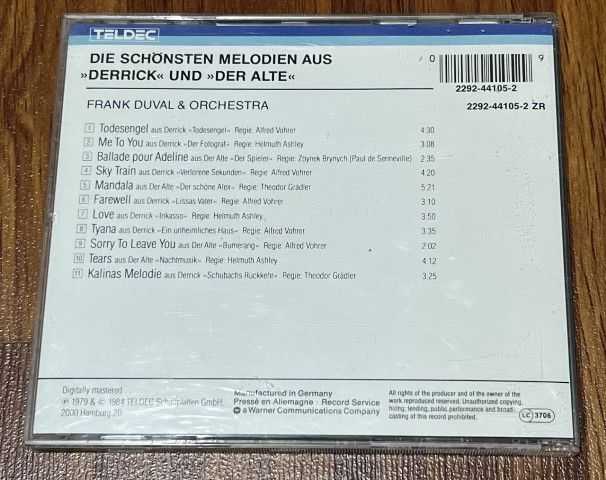 TELDEC
DIE SCHÖNSTEN MELODIEN AUS
»DERRICK« UND »DER ALTE«
0 9
2292-44105-2
FRANK DUVAL & ORCHESTRA
2292-44105-2 ZR
1 Todesengel aus Derrick »Todesengel« Regie: Alfred Vohrer 4:30
2 Me To You aus Derrick »Der Fotograf« Regie: Helmuth Ashley 3:08
3 Ballade pour Adeline aus Der Alte »Der Spieler« Regie: Zbynek Brynych (Paul de Senneville) 2:35
4 Sky Train aus Derrick »Verlorene Sekunden« Regie: Alfred Vohrer 4:20
5 Mandala aus Der Alte »Der schöne Alex« Regie: Theodor Grädler 5:21
6 Farewell aus Derrick »Lissas Vater« Regie: Alfred Vohrer 3:10
7 Love aus Derrick »Inkasso« Regie: Helmuth Ashley 3:50
8 Tyana aus Derrick »Ein unheimliches Haus« Regie: Alfred Vohrer 3:35
9 Sorry To Leave You aus Der Alte »Bumerang« Regie: Alfred Vohrer 2:02
10 Tears aus Der Alte »Nachtmusik« Regie: Helmuth Ashley 4:12
11 Kalinas Melodie aus Derrick »Schubachs Rückkehr« Regie: Theodor Grädler 3:25
Digitally mastered
℗ 1979 & © 1984 TELDEC Schallplatten GmbH,
2000 Hamburg 20
Manufactured in Germany
Pressé en Allemagne · Record Service
a Warner Communications Company
All rights of the producer and of the owner of the
work reproduced reserved. Unauthorized copying,
hiring, lending, public performance and broad-
casting of this record prohibited.
LC 3706